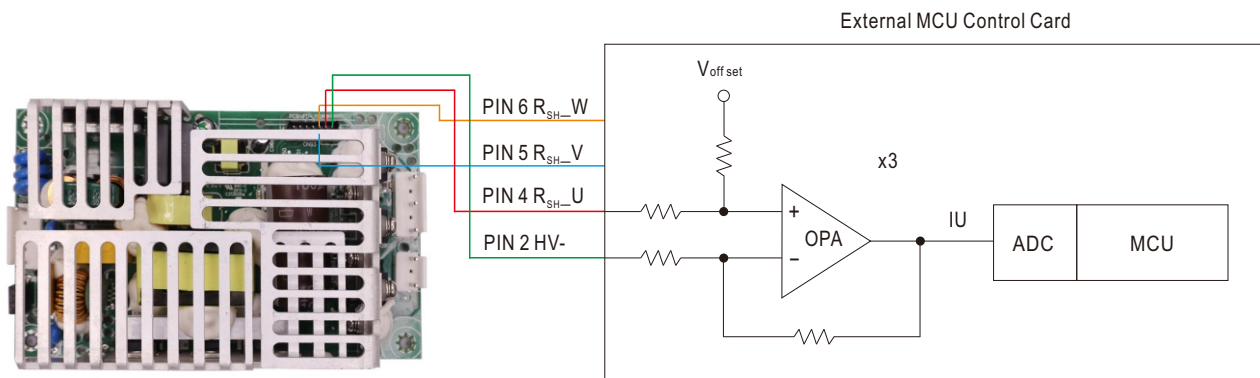 External MCU Control Card
Voff set
PIN 6 RSH_W
PIN 5 RSH_V
PIN 4 RSH_U
PIN 2 HV-
x3
+
OPA
−
IU
ADC
MCU